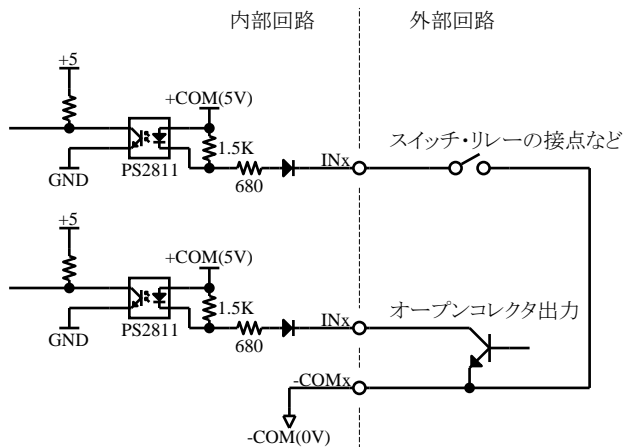 内部回路
外部回路
+5
+COM(5V)
1.5K
スイッチ・リレーの接点など
INx
GND
PS2811
680
+5
+COM(5V)
1.5K
オープンコレクタ出力
INx
GND
PS2811
680
-COMx
-COM(0V)